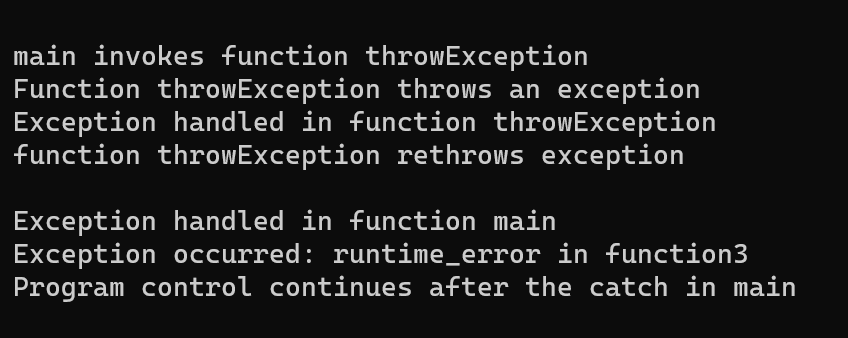 main invokes function throwException
Function throwException throws an exception
Exception handled in function throwException
function throwException rethrows exception
Exception handled in function main
Exception occurred: runtime_error in function3
Program control continues after the catch in main